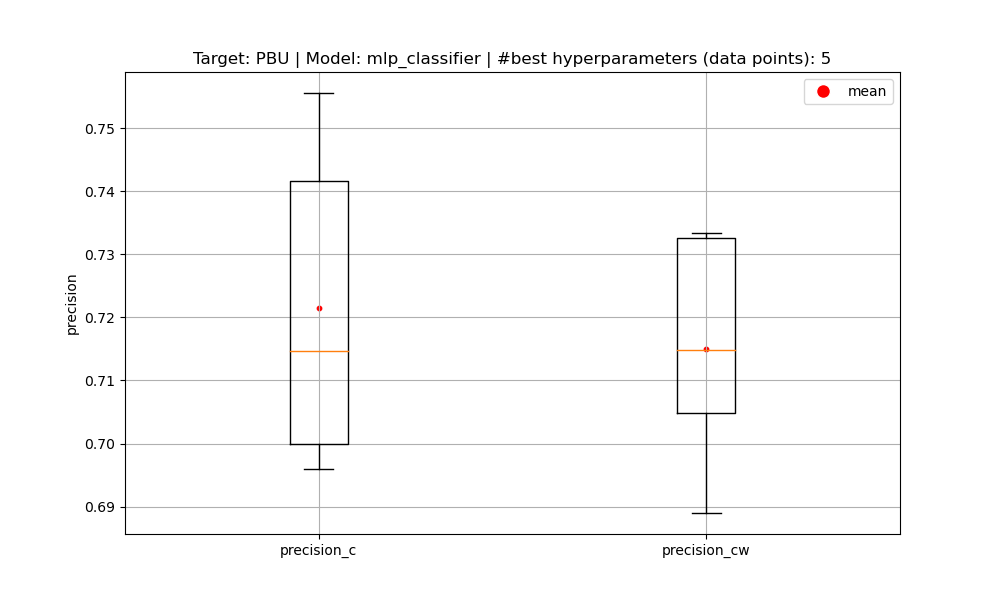 Target: PBU | Model: mlp_classifier | #best hyperparameters (data points): 5
mean
0.75
0.74
0.73
0.72
0.71
0.70
0.69
precision
precision_c
precision_cw